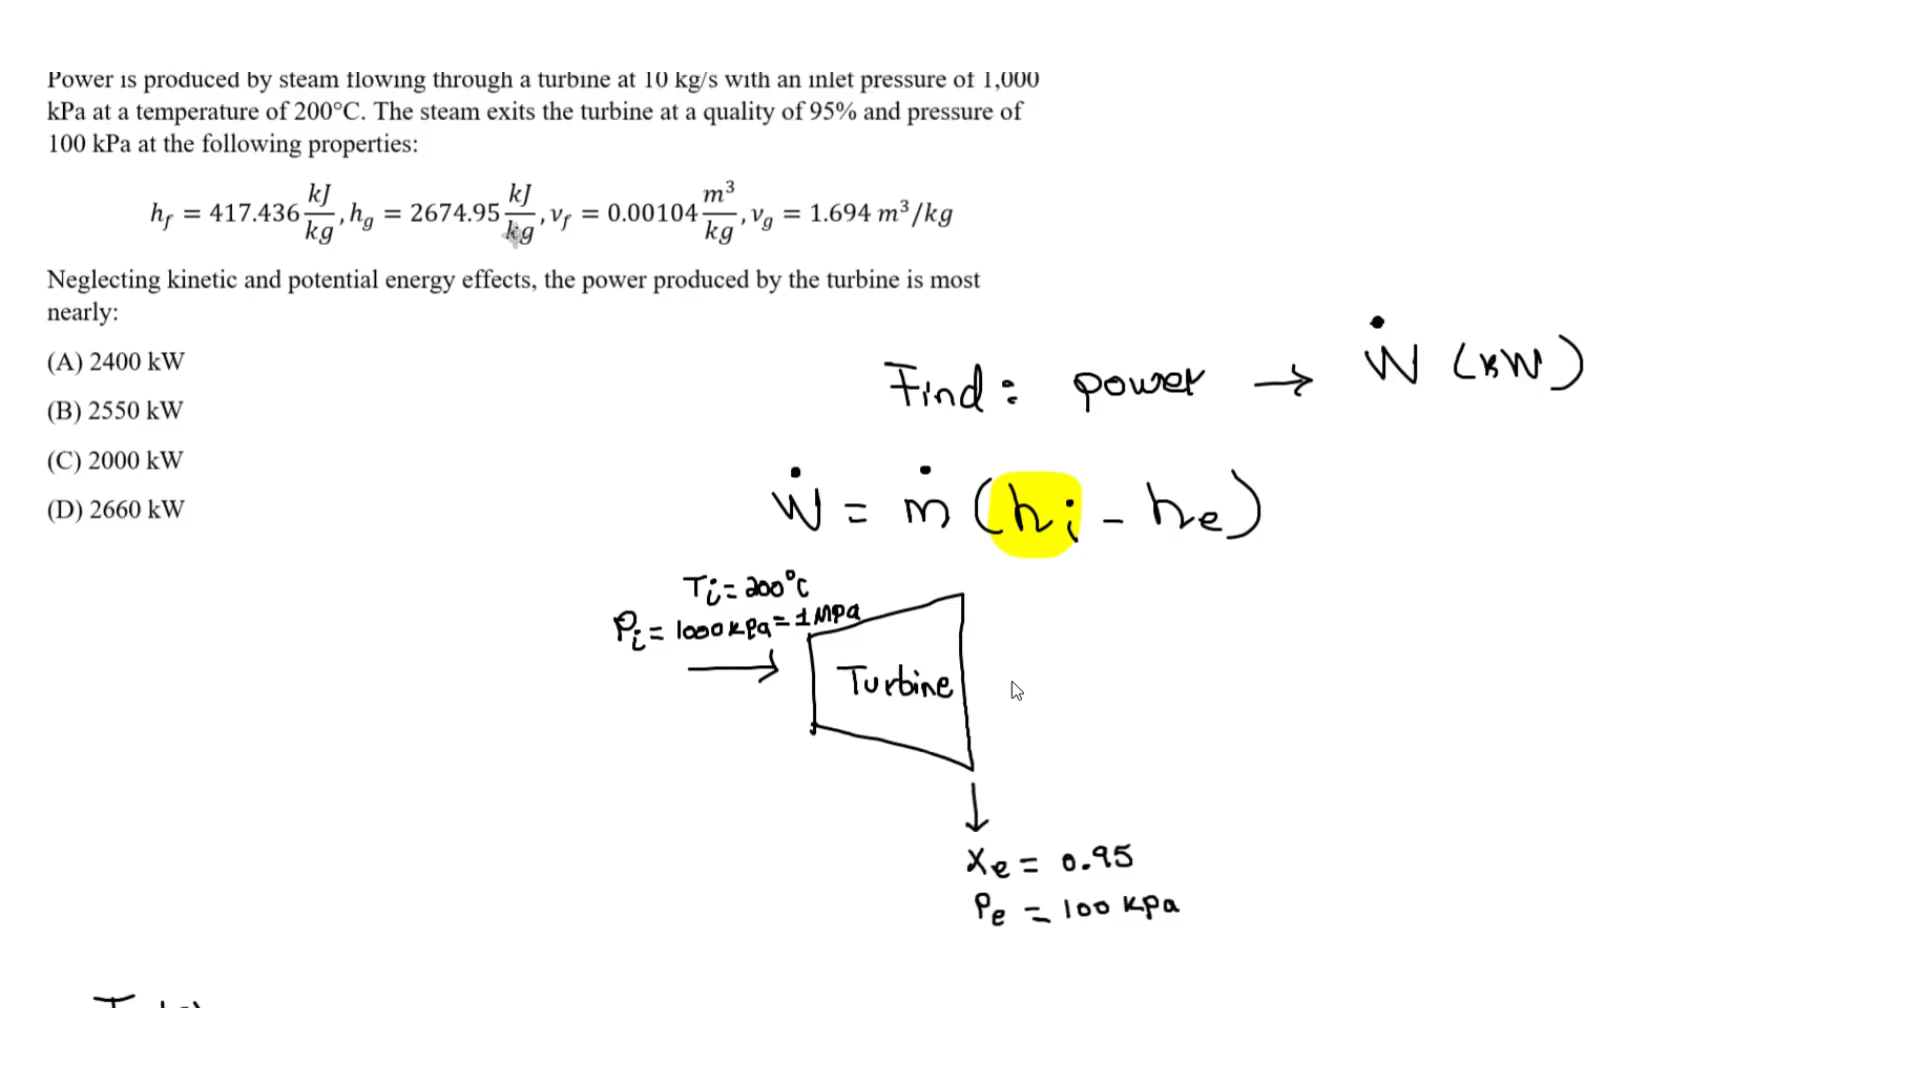 Power is produced by steam flowing through a turbine at 10 kg/s with an inlet pressure of 1,000
kPa at a temperature of 200°C. The steam exits the turbine at a quality of 95% and pressure of
100 kPa at the following properties:
h_f = 417.436 kJ/kg, h_g = 2674.95 kJ/kg, v_f = 0.00104 m³/kg, v_g = 1.694 m³/kg
Neglecting kinetic and potential energy effects, the power produced by the turbine is most
nearly:
(A) 2400 kW
(B) 2550 kW
(C) 2000 kW
(D) 2660 kW
Find: power → Ẇ (kW)
Ẇ = ṁ (h_i - h_e)
T_i = 200°C
P_i = 1000 kPa = 1 MPa
Turbine
x_e = 0.95
P_e = 100 kPa